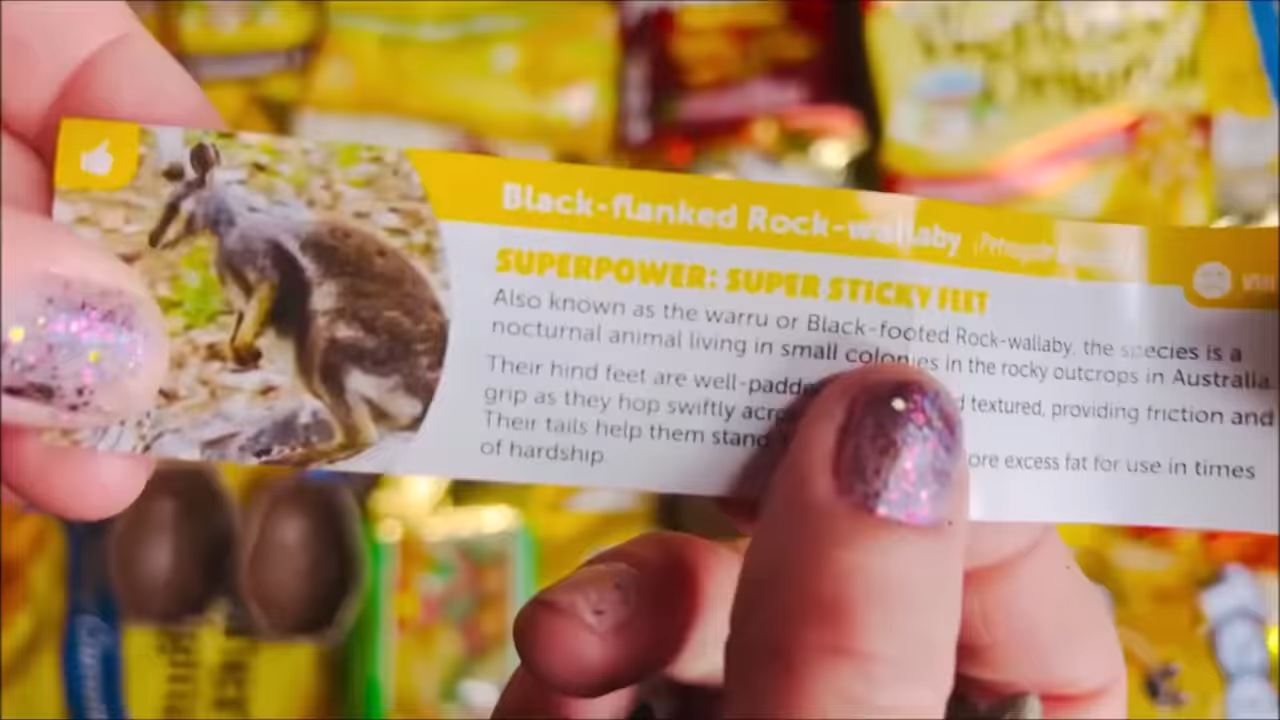 Black-flanked Rock-wallaby
SUPERPOWER: SUPER STICKY FEET
Also known as the warru or Black-footed Rock-wallaby, the species is a
nocturnal animal living in small colonies in the rocky outcrops in Australia.
Their hind feet are well-padde d textured, providing friction and
grip as they hop swiftly acr
Their tails help them stand ore excess fat for use in times
of hardship.